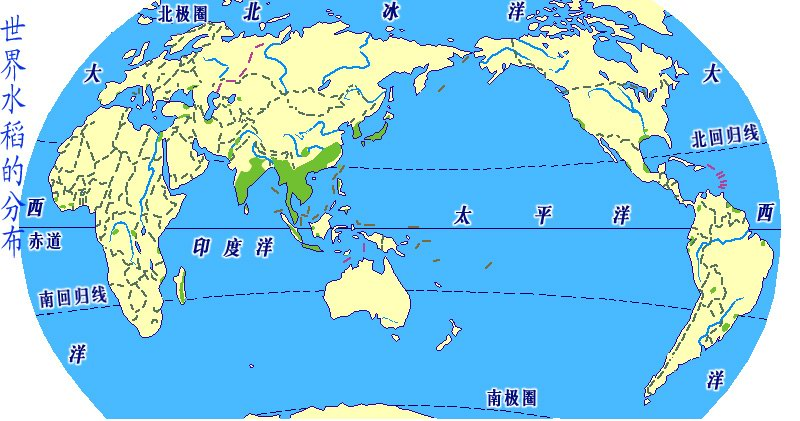 世界水稻的分布
北极圈
北 冰 洋
大
大
北回归线
西
太 平 洋
西
赤道
印度洋
南回归线
洋
洋
南极圈